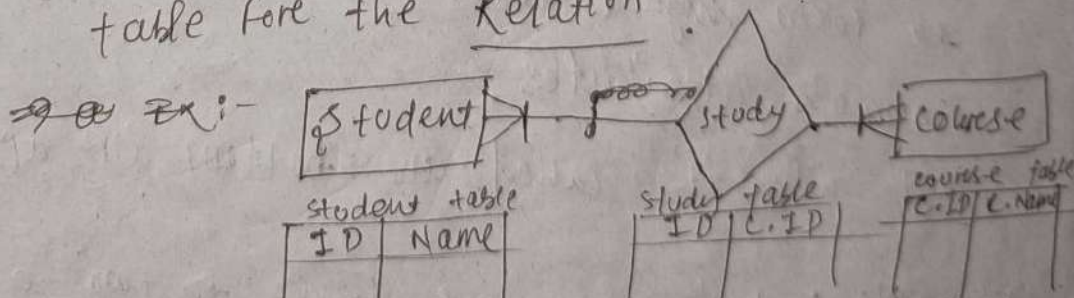 table fore the Relation.
Ex:-
Student study course
student table study table course table
ID Name ID C.ID C.ID C.Name